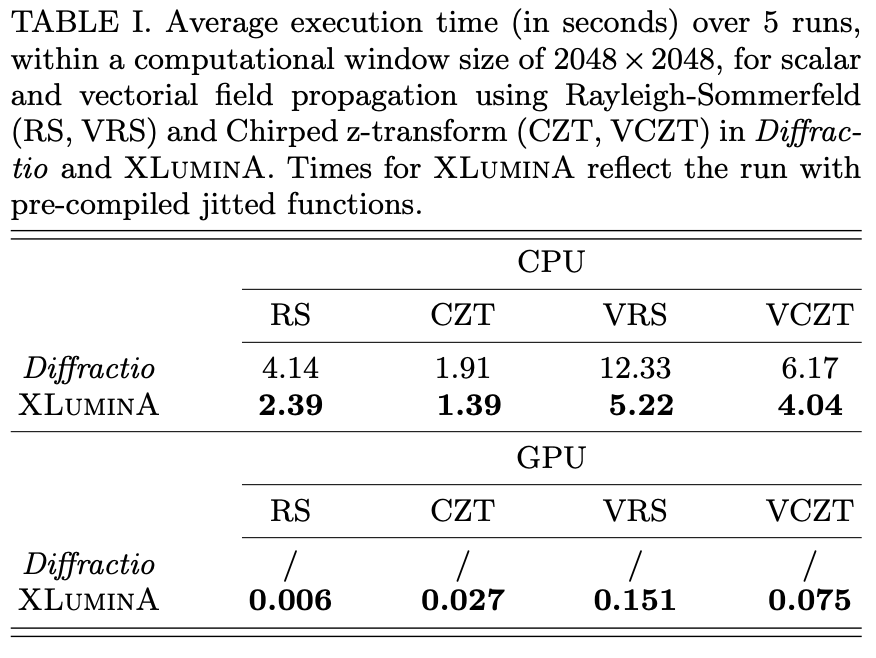 TABLE I. Average execution time (in seconds) over 5 runs,
within a computational window size of 2048 × 2048, for scalar
and vectorial field propagation using Rayleigh-Sommerfeld
(RS, VRS) and Chirped z-transform (CZT, VCZT) in Diffrac-
tio and XLUMINA. Times for XLUMINA reflect the run with
pre-compiled jitted functions.
CPU
RS CZT VRS VCZT
Diffractio 4.14 1.91 12.33 6.17
XLUMINA 2.39 1.39 5.22 4.04
GPU
RS CZT VRS VCZT
Diffractio / / / /
XLUMINA 0.006 0.027 0.151 0.075